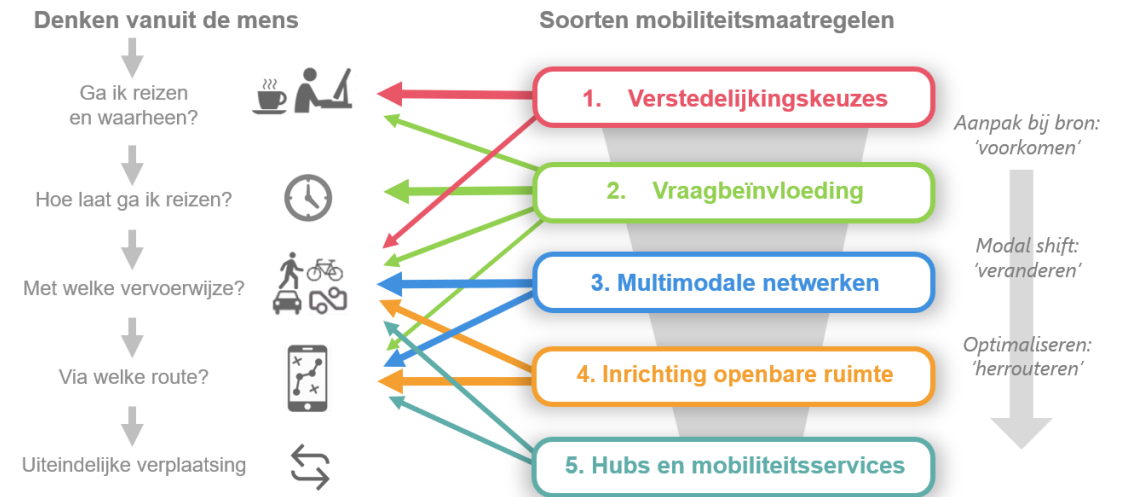 Denken vanuit de mens
Ga ik reizen
en waarheen?
Hoe laat ga ik reizen?
Met welke vervoerwijze?
Via welke route?
Uiteindelijke verplaatsing
Soorten mobiliteitsmaatregelen
1. Verstedelijkingskeuzes
2. Vraagbeïnvloeding
3. Multimodale netwerken
4. Inrichting openbare ruimte
5. Hubs en mobiliteitsservices
Aanpak bij bron:
‘voorkomen’
Modal shift:
‘veranderen’
Optimaliseren:
‘herrouteren’